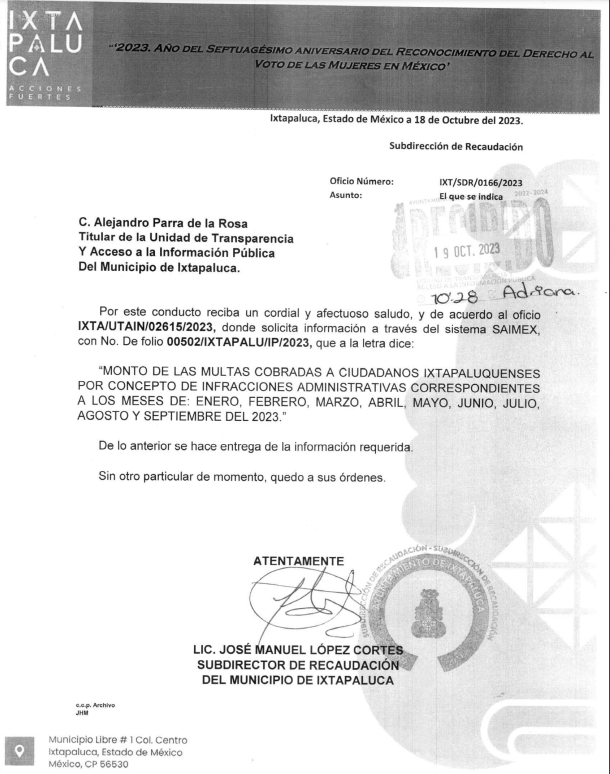 IXTA
PALU
CA
ACCIONES
FUERTES
"'2023. AÑO DEL SEPTUAGÉSIMO ANIVERSARIO DEL RECONOCIMIENTO DEL DERECHO AL
VOTO DE LAS MUJERES EN MÉXICO'
Ixtapaluca, Estado de México a 18 de Octubre del 2023.
Subdirección de Recaudación
Oficio Número: IXT/SDR/0166/2023
Asunto: El que se indica
2022-2024
RECIBIDO
19 OCT. 2023
10:28 Adriana.
C. Alejandro Parra de la Rosa
Titular de la Unidad de Transparencia
Y Acceso a la Información Pública
Del Municipio de Ixtapaluca.
Por este conducto reciba un cordial y afectuoso saludo, y de acuerdo al oficio
IXTA/UTAIN/02615/2023, donde solicita información a través del sistema SAIMEX,
con No. De folio 00502/IXTAPALU/IP/2023, que a la letra dice:
"MONTO DE LAS MULTAS COBRADAS A CIUDADANOS IXTAPALUQUENSES
POR CONCEPTO DE INFRACCIONES ADMINISTRATIVAS CORRESPONDIENTES
A LOS MESES DE: ENERO, FEBRERO, MARZO, ABRIL, MAYO, JUNIO, JULIO,
AGOSTO Y SEPTIEMBRE DEL 2023."
De lo anterior se hace entrega de la información requerida.
Sin otro particular de momento, quedo a sus órdenes.
ATENTAMENTE
SUBDIRECCIÓN DE RECAUDACIÓN - SUBDIRECCIÓN DE RECAUDACIÓN
AYUNTAMIENTO DE IXTAPALUCA
LIC. JOSÉ MANUEL LÓPEZ CORTES
SUBDIRECTOR DE RECAUDACIÓN
DEL MUNICIPIO DE IXTAPALUCA
c.c.p. Archivo
JHM
Municipio Libre # 1 Col. Centro
Ixtapaluca, Estado de México
México, CP 56530